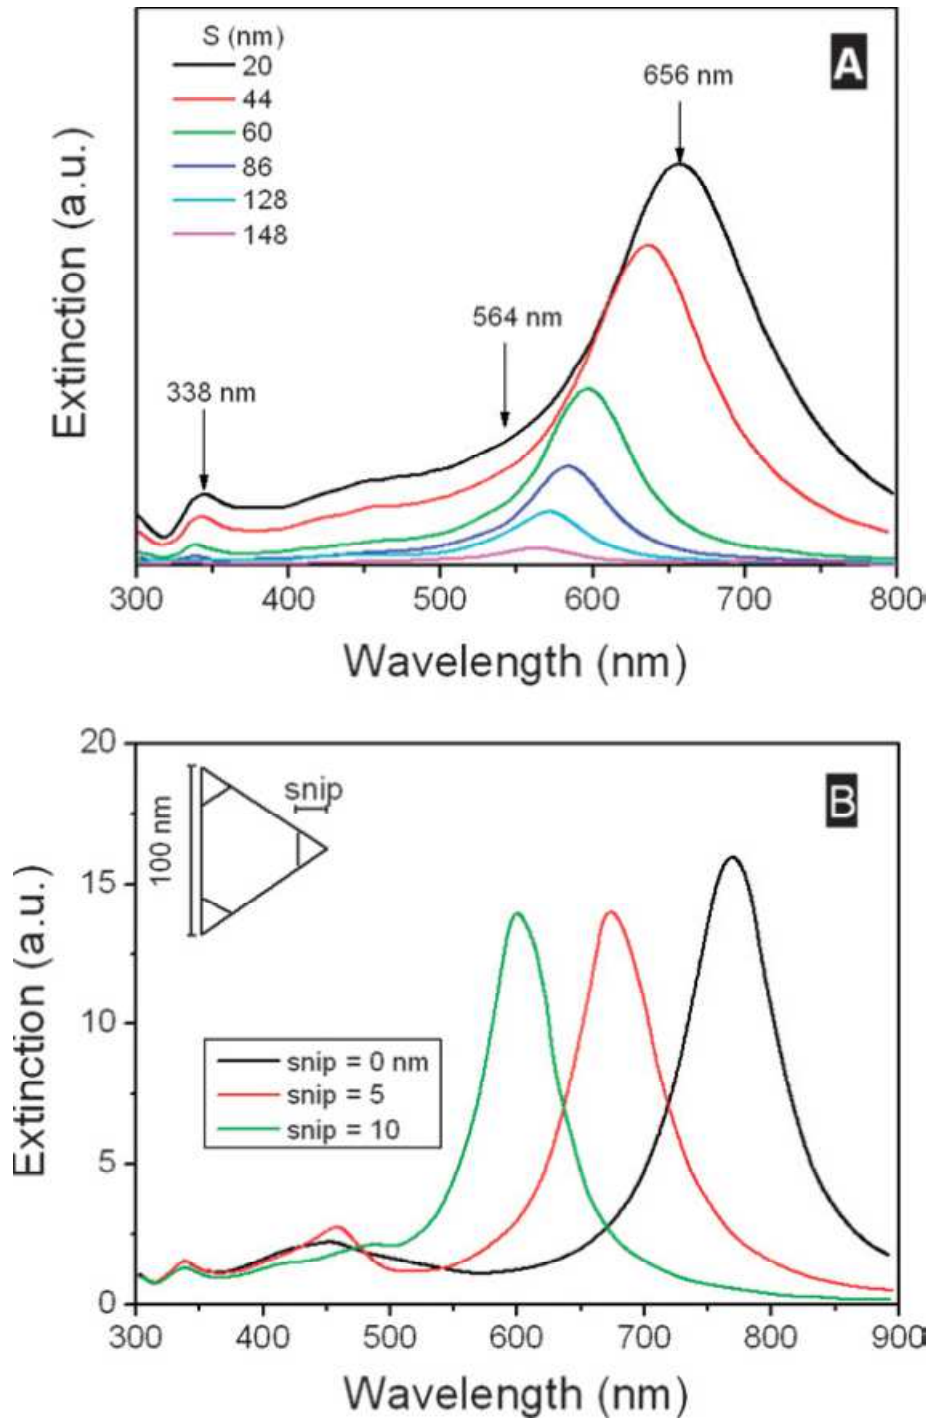 S (nm)
20
44
60
86
128
148
A
656 nm
564 nm
338 nm
Extinction (a.u.)
300 400 500 600 700 800
Wavelength (nm)
20
15
10
5
0
B
snip
100 nm
snip = 0 nm
snip = 5
snip = 10
Extinction (a.u.)
300 400 500 600 700 800 900
Wavelength (nm)